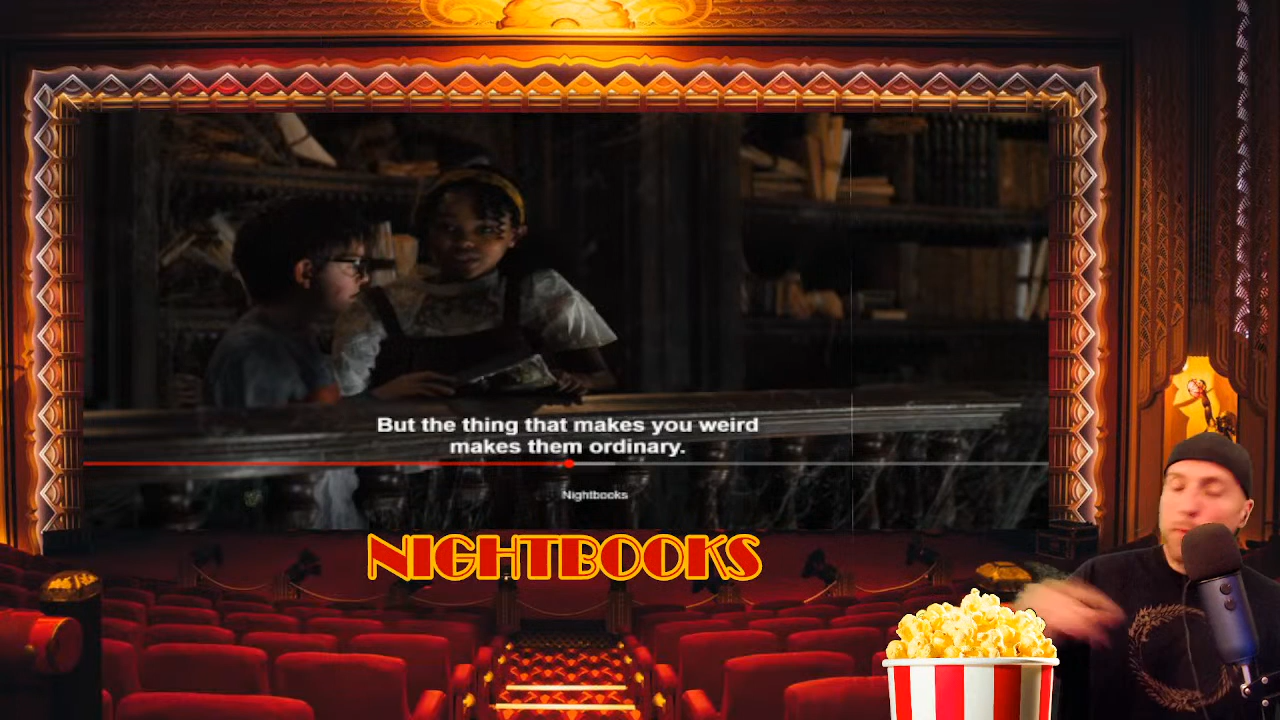 But the thing that makes you weird
makes them ordinary.
Nightbooks
NIGHTBOOKS